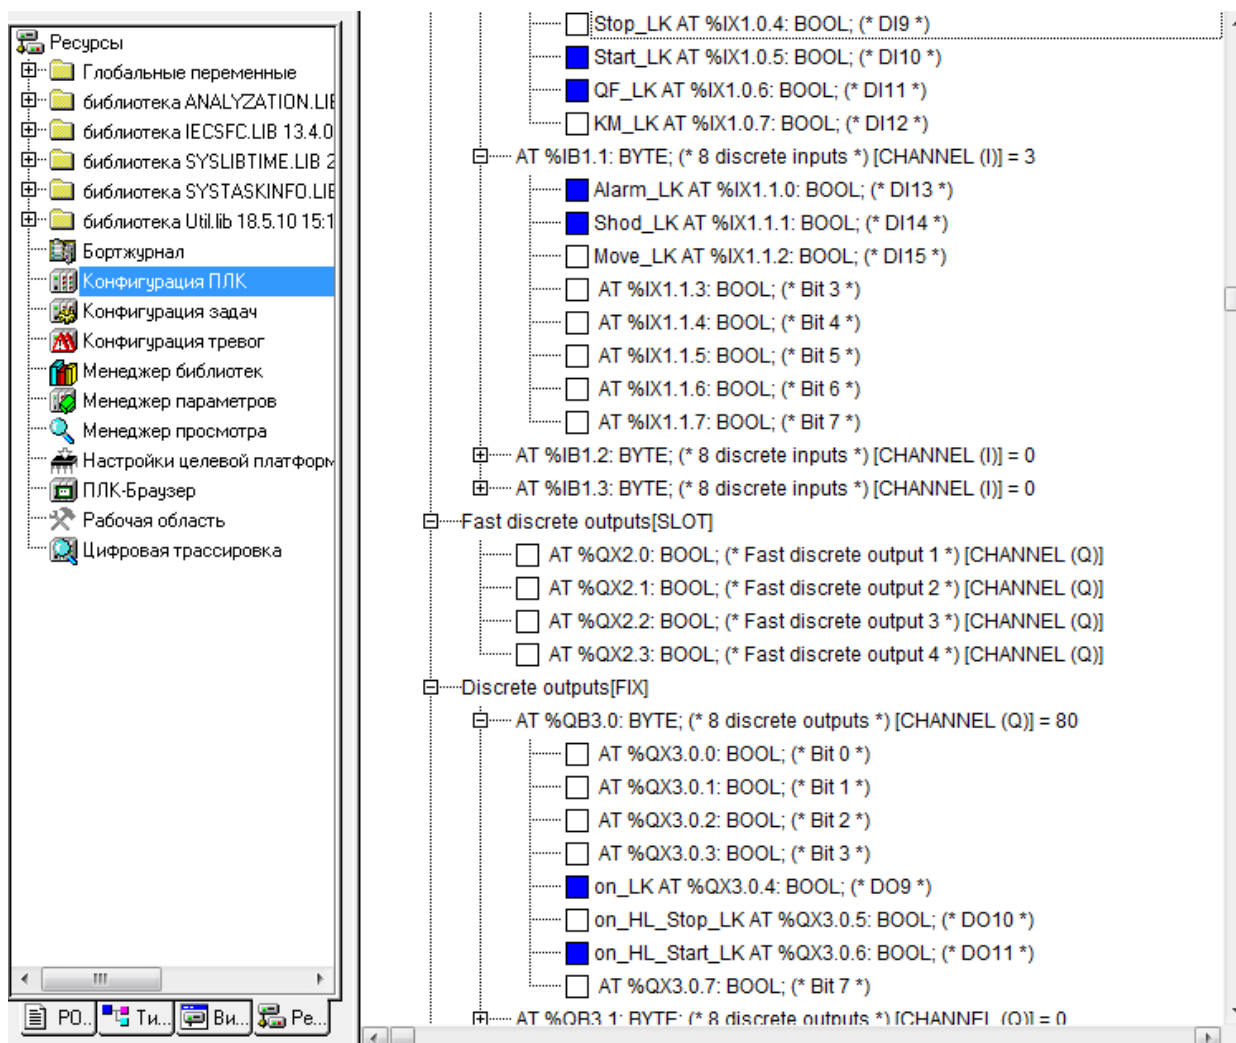 Ресурсы
Глобальные переменные
библиотека ANALYZATION.LIE
библиотека IECSFC.LIB 13.4.0
библиотека SYSLIBTIME.LIB 2
библиотека SYSTASKINFO.LIE
библиотека Util.lib 18.5.10 15:1
Бортжурнал
Конфигурация ПЛК
Конфигурация задач
Конфигурация тревог
Менеджер библиотек
Менеджер параметров
Менеджер просмотра
Настройки целевой платформ
ПЛК-Браузер
Рабочая область
Цифровая трассировка
PO.. Ти... Ви... Ре...
Stop_LK AT %IX1.0.4: BOOL; (* DI9 *)
Start_LK AT %IX1.0.5: BOOL; (* DI10 *)
QF_LK AT %IX1.0.6: BOOL; (* DI11 *)
KM_LK AT %IX1.0.7: BOOL; (* DI12 *)
AT %IB1.1: BYTE; (* 8 discrete inputs *) [CHANNEL (I)] = 3
Alarm_LK AT %IX1.1.0: BOOL; (* DI13 *)
Shod_LK AT %IX1.1.1: BOOL; (* DI14 *)
Move_LK AT %IX1.1.2: BOOL; (* DI15 *)
AT %IX1.1.3: BOOL; (* Bit 3 *)
AT %IX1.1.4: BOOL; (* Bit 4 *)
AT %IX1.1.5: BOOL; (* Bit 5 *)
AT %IX1.1.6: BOOL; (* Bit 6 *)
AT %IX1.1.7: BOOL; (* Bit 7 *)
AT %IB1.2: BYTE; (* 8 discrete inputs *) [CHANNEL (I)] = 0
AT %IB1.3: BYTE; (* 8 discrete inputs *) [CHANNEL (I)] = 0
Fast discrete outputs[SLOT]
AT %QX2.0: BOOL; (* Fast discrete output 1 *) [CHANNEL (Q)]
AT %QX2.1: BOOL; (* Fast discrete output 2 *) [CHANNEL (Q)]
AT %QX2.2: BOOL; (* Fast discrete output 3 *) [CHANNEL (Q)]
AT %QX2.3: BOOL; (* Fast discrete output 4 *) [CHANNEL (Q)]
Discrete outputs[FIX]
AT %QB3.0: BYTE; (* 8 discrete outputs *) [CHANNEL (Q)] = 80
AT %QX3.0.0: BOOL; (* Bit 0 *)
AT %QX3.0.1: BOOL; (* Bit 1 *)
AT %QX3.0.2: BOOL; (* Bit 2 *)
AT %QX3.0.3: BOOL; (* Bit 3 *)
on_LK AT %QX3.0.4: BOOL; (* DO9 *)
on_HL_Stop_LK AT %QX3.0.5: BOOL; (* DO10 *)
on_HL_Start_LK AT %QX3.0.6: BOOL; (* DO11 *)
AT %QX3.0.7: BOOL; (* Bit 7 *)
AT %QB3.1: BYTE; (* 8 discrete outputs *) [CHANNEL (Q)] = 0